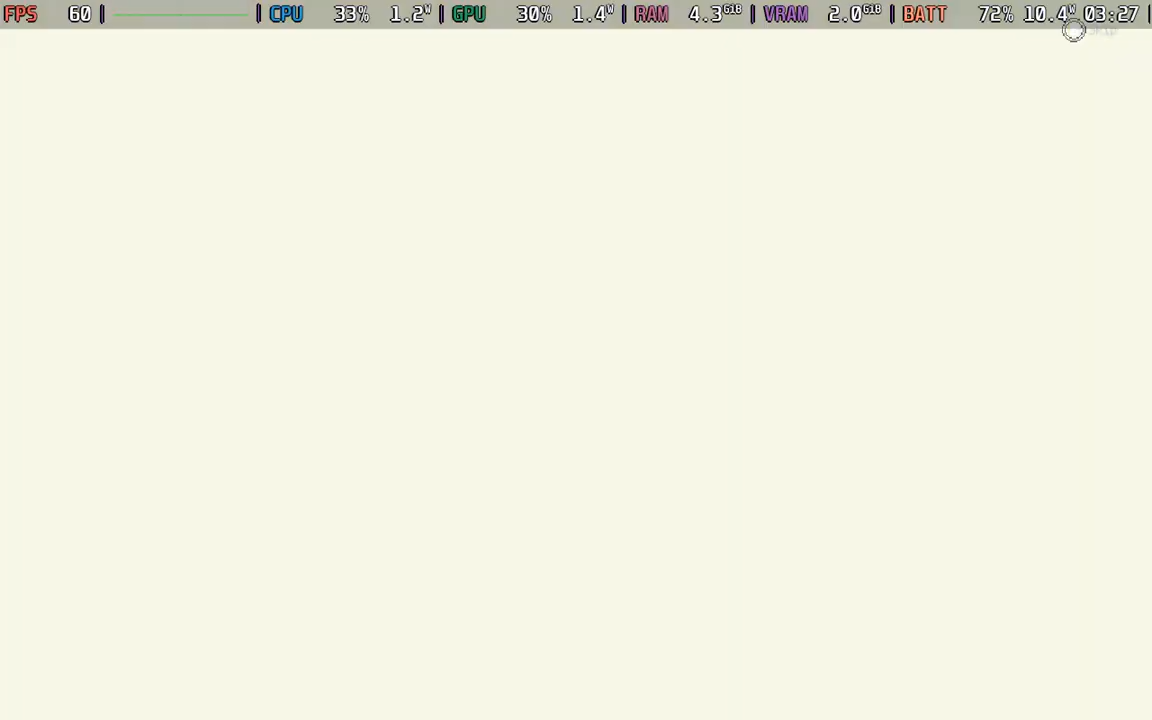 FPS 60 | | CPU 33% 1.2W | GPU 30% 1.4W | RAM 4.3GiB | VRAM 2.0GiB | BATT 72% 10.4W 03:27 |
Skip